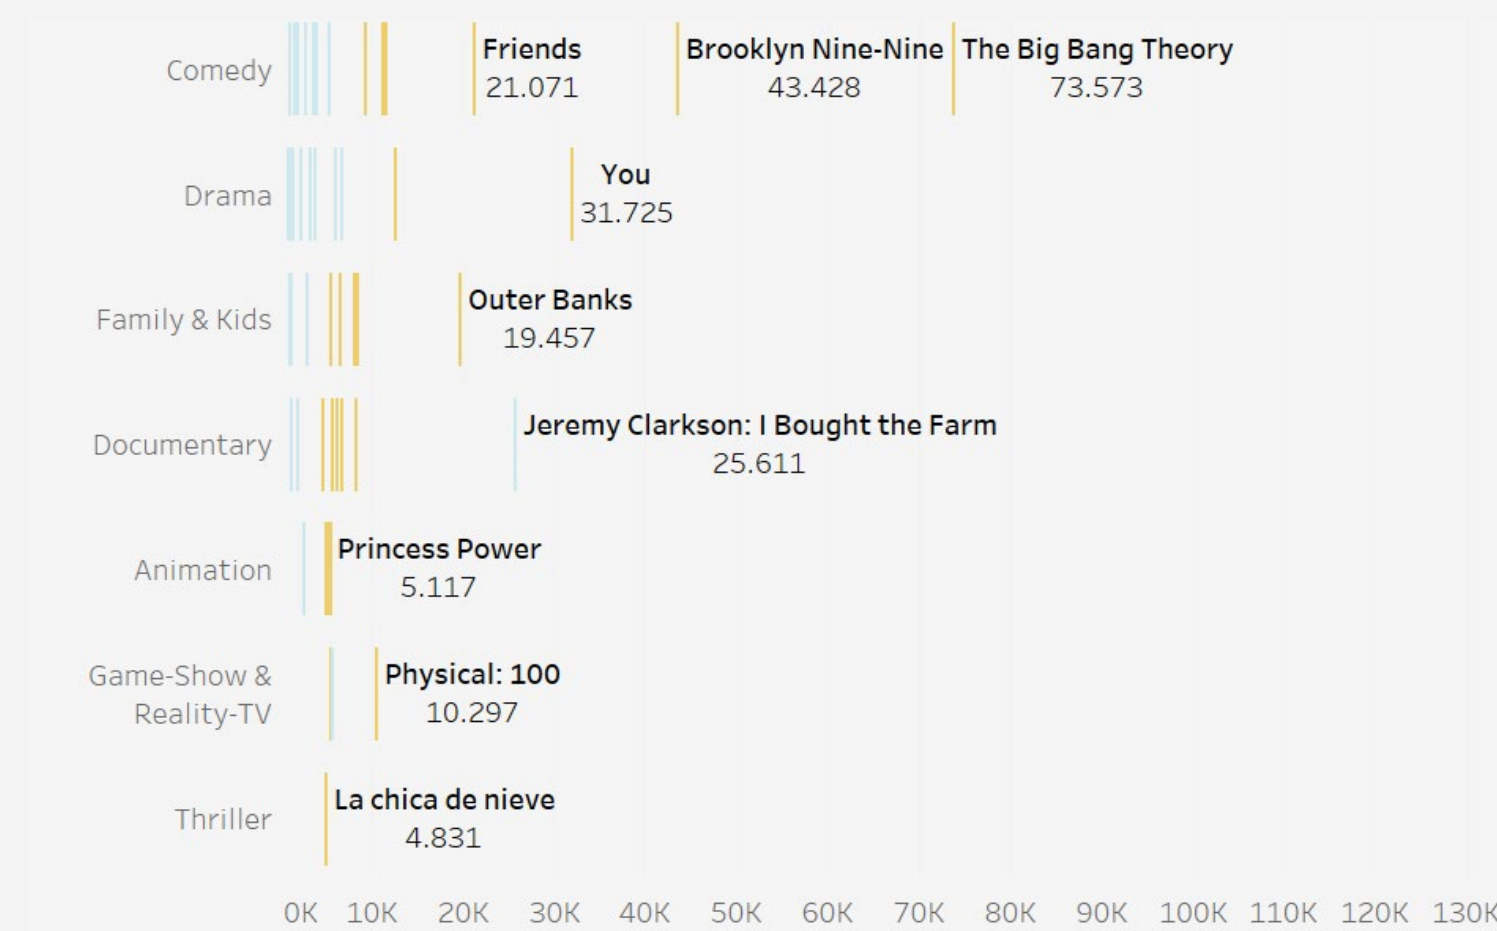 Comedy
Friends
21.071
Brooklyn Nine-Nine
43.428
The Big Bang Theory
73.573
Drama
You
31.725
Family & Kids
Outer Banks
19.457
Documentary
Jeremy Clarkson: I Bought the Farm
25.611
Animation
Princess Power
5.117
Game-Show &
Reality-TV
Physical: 100
10.297
Thriller
La chica de nieve
4.831
0K 10K 20K 30K 40K 50K 60K 70K 80K 90K 100K 110K 120K 130K